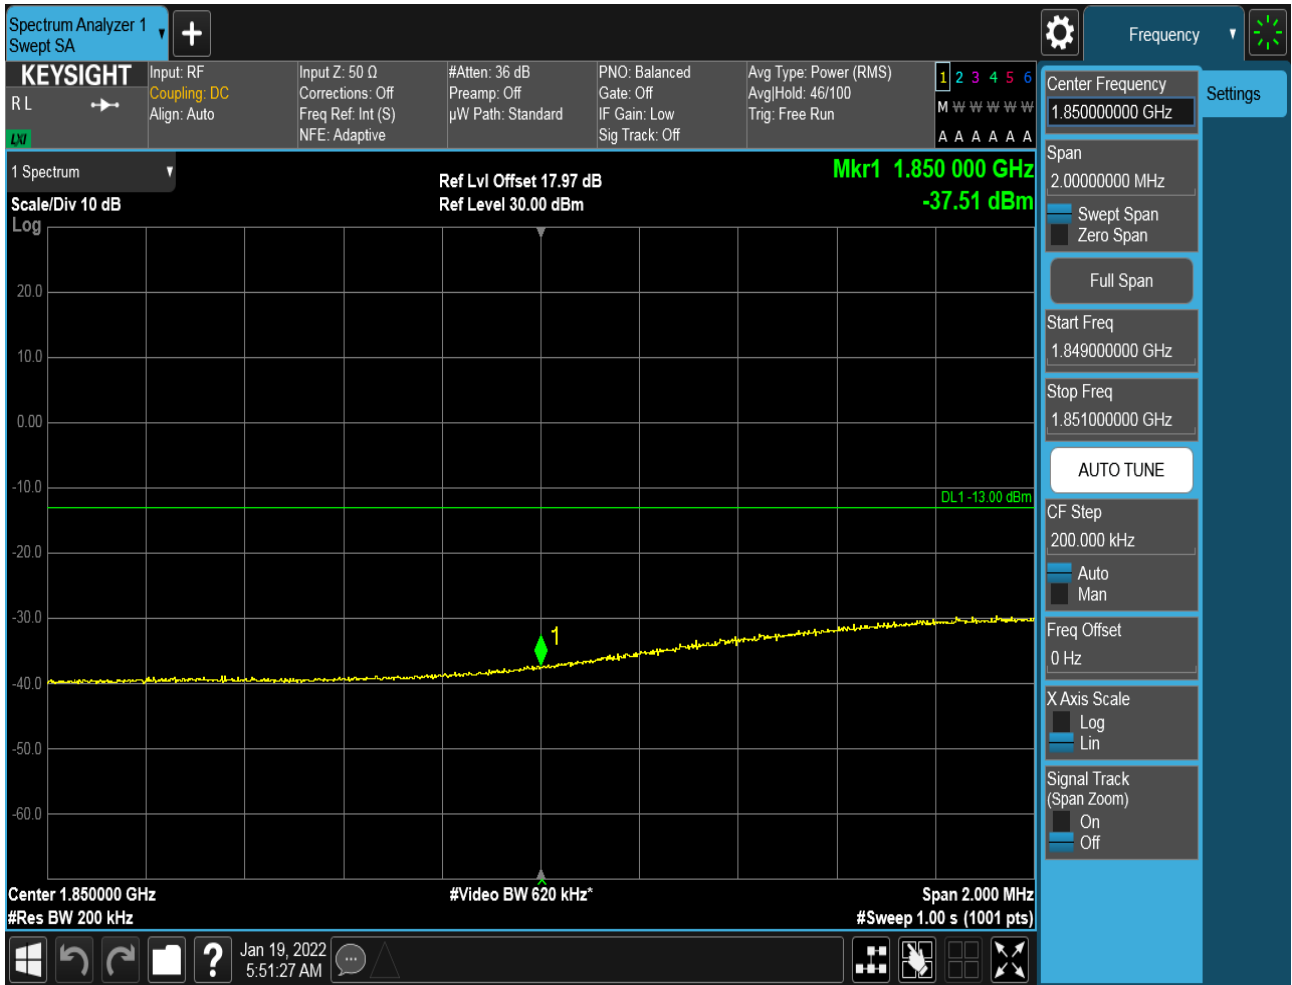 Spectrum Analyzer 1
Swept SA
Frequency
KEYSIGHT
R L
LXI
Input: RF
Coupling: DC
Align: Auto
Input Z: 50 Ω
Corrections: Off
Freq Ref: Int (S)
NFE: Adaptive
#Atten: 36 dB
Preamp: Off
µW Path: Standard
PNO: Balanced
Gate: Off
IF Gain: Low
Sig Track: Off
Avg Type: Power (RMS)
Avg|Hold: 46/100
Trig: Free Run
1 2 3 4 5 6
M W W W W W
A A A A A A
1 Spectrum
Scale/Div 10 dB
Log
Ref Lvl Offset 17.97 dB
Ref Level 30.00 dBm
Mkr1 1.850 000 GHz
-37.51 dBm
20.0
10.0
0.00
-10.0
DL1 -13.00 dBm
-20.0
-30.0
1
-40.0
-50.0
-60.0
Center 1.850000 GHz
#Video BW 620 kHz*
Span 2.000 MHz
#Res BW 200 kHz
#Sweep 1.00 s (1001 pts)
Jan 19, 2022
5:51:27 AM
?
Center Frequency
1.850000000 GHz
Settings
Span
2.00000000 MHz
Swept Span
Zero Span
Full Span
Start Freq
1.849000000 GHz
Stop Freq
1.851000000 GHz
AUTO TUNE
CF Step
200.000 kHz
Auto
Man
Freq Offset
0 Hz
X Axis Scale
Log
Lin
Signal Track
(Span Zoom)
On
Off